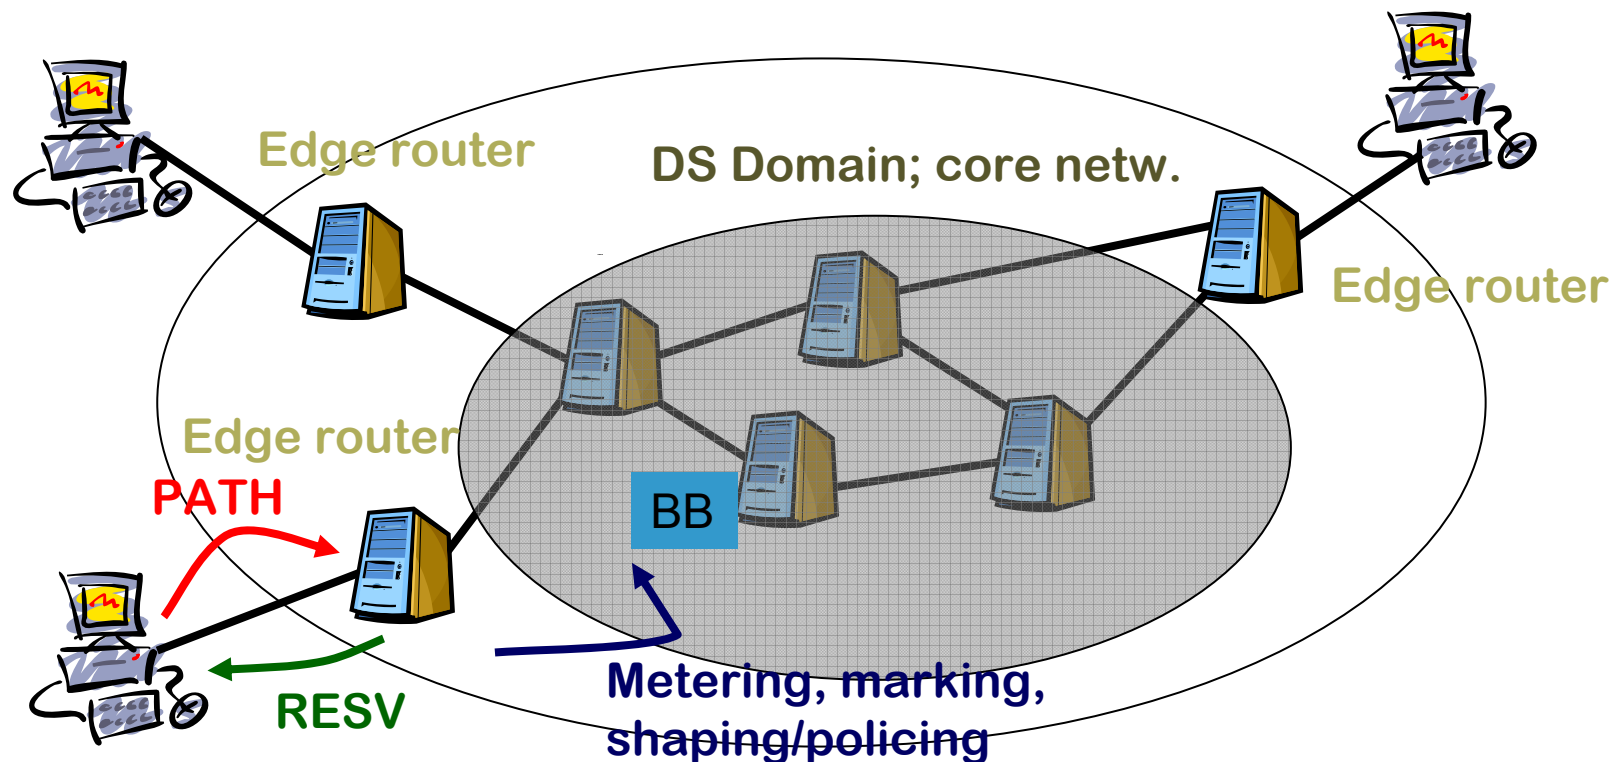 Edge router
DS Domain; core netw.
Edge router
Edge router
PATH
BB
RESV
Metering, marking,
shaping/policing